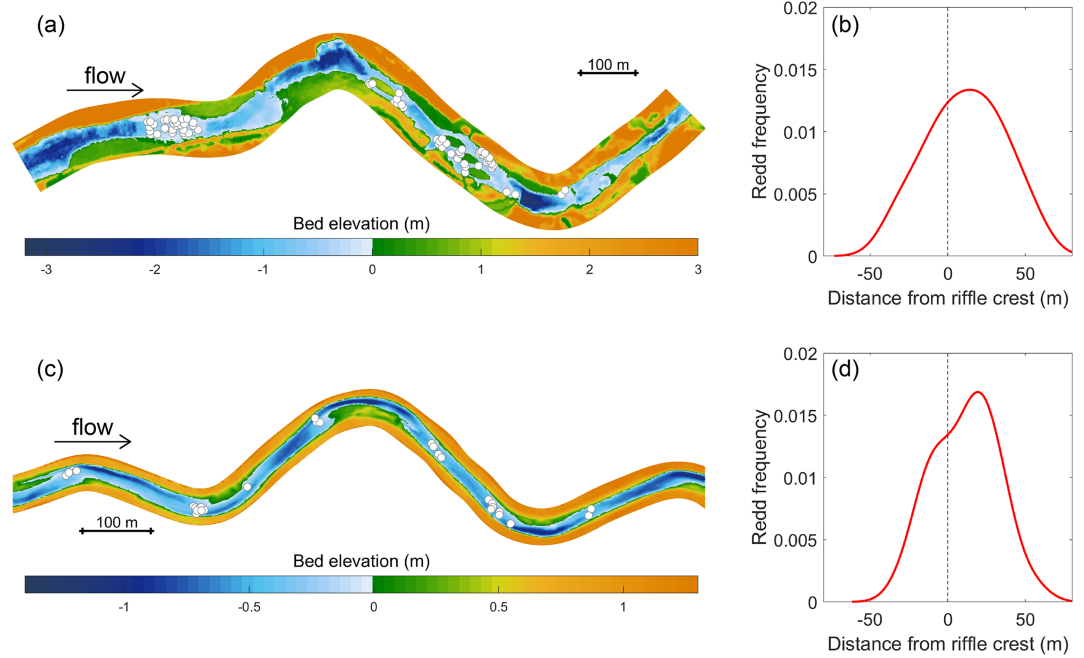 (a)
flow
100 m
Bed elevation (m)
-3 -2 -1 0 1 2 3
(b)
0.02
0.015
0.01
0.005
0
Redd frequency
-50 0 50
Distance from riffle crest (m)
(c)
flow
100 m
Bed elevation (m)
-1 -0.5 0 0.5 1
(d)
0.02
0.015
0.01
0.005
0
Redd frequency
-50 0 50
Distance from riffle crest (m)